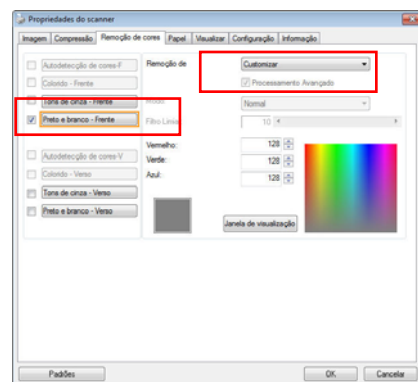 Propriedades do scanner
Imagem Compressão Remoção de cores Papel Visualizar Configuração Informação
Autodetecção de cores-F
Remoção de
Customizar
Colorido - Frente
Processamento Avançado
Tons de cinza - Frente
Modo
Normal
Preto e branco - Frente
Filtro Limiar
10
Vermelho:
128
Autodetecção de cores-V
Verde:
128
Colorido - Verso
Azul:
128
Tons de cinza - Verso
Preto e branco - Verso
Janela de visualização
Padrões
OK
Cancelar